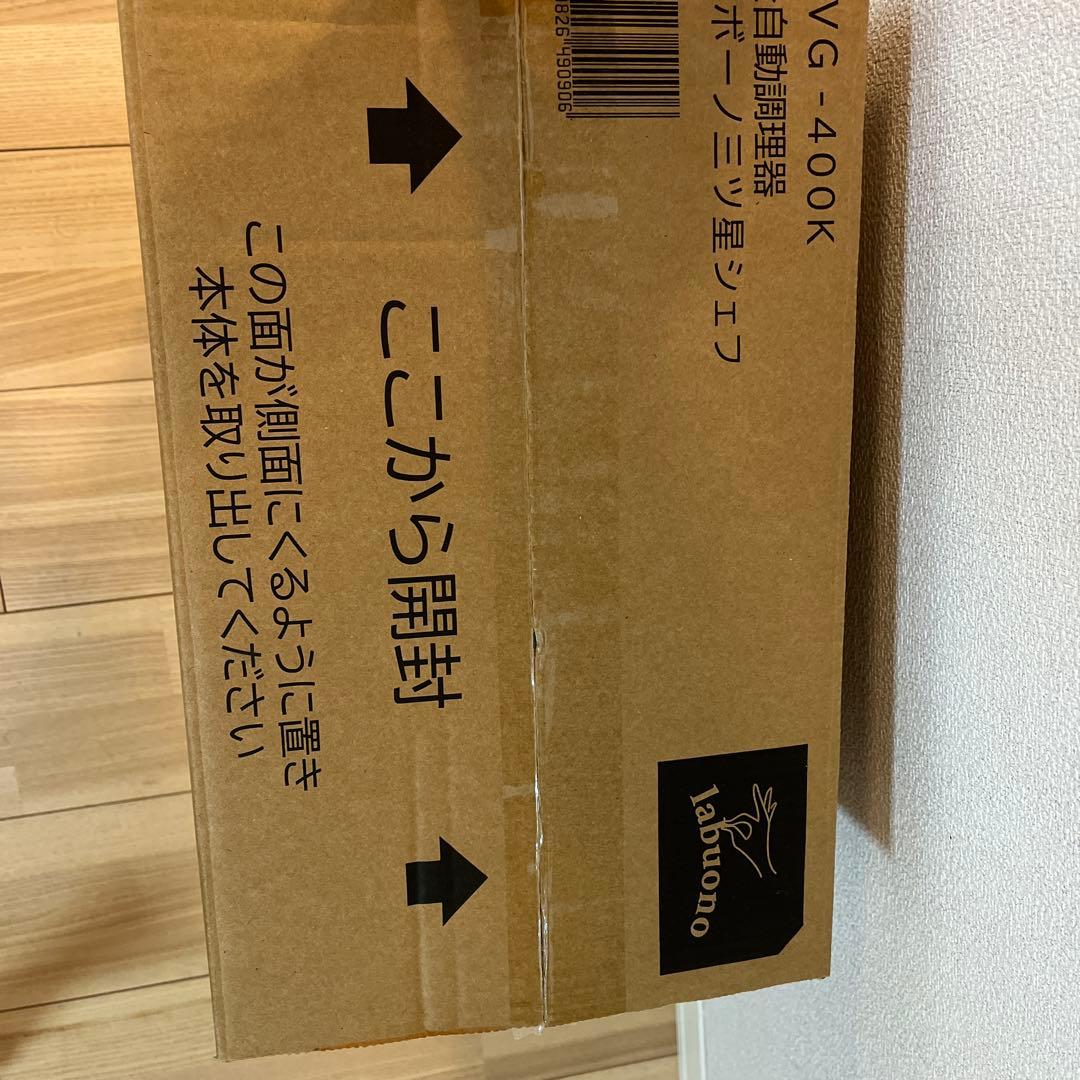 VG-400K
自動調理器
ボーノ三ツ星シェフ
8826 490906
labuono
ここから開封
この面が側面にくるように置き
本体を取り出してください